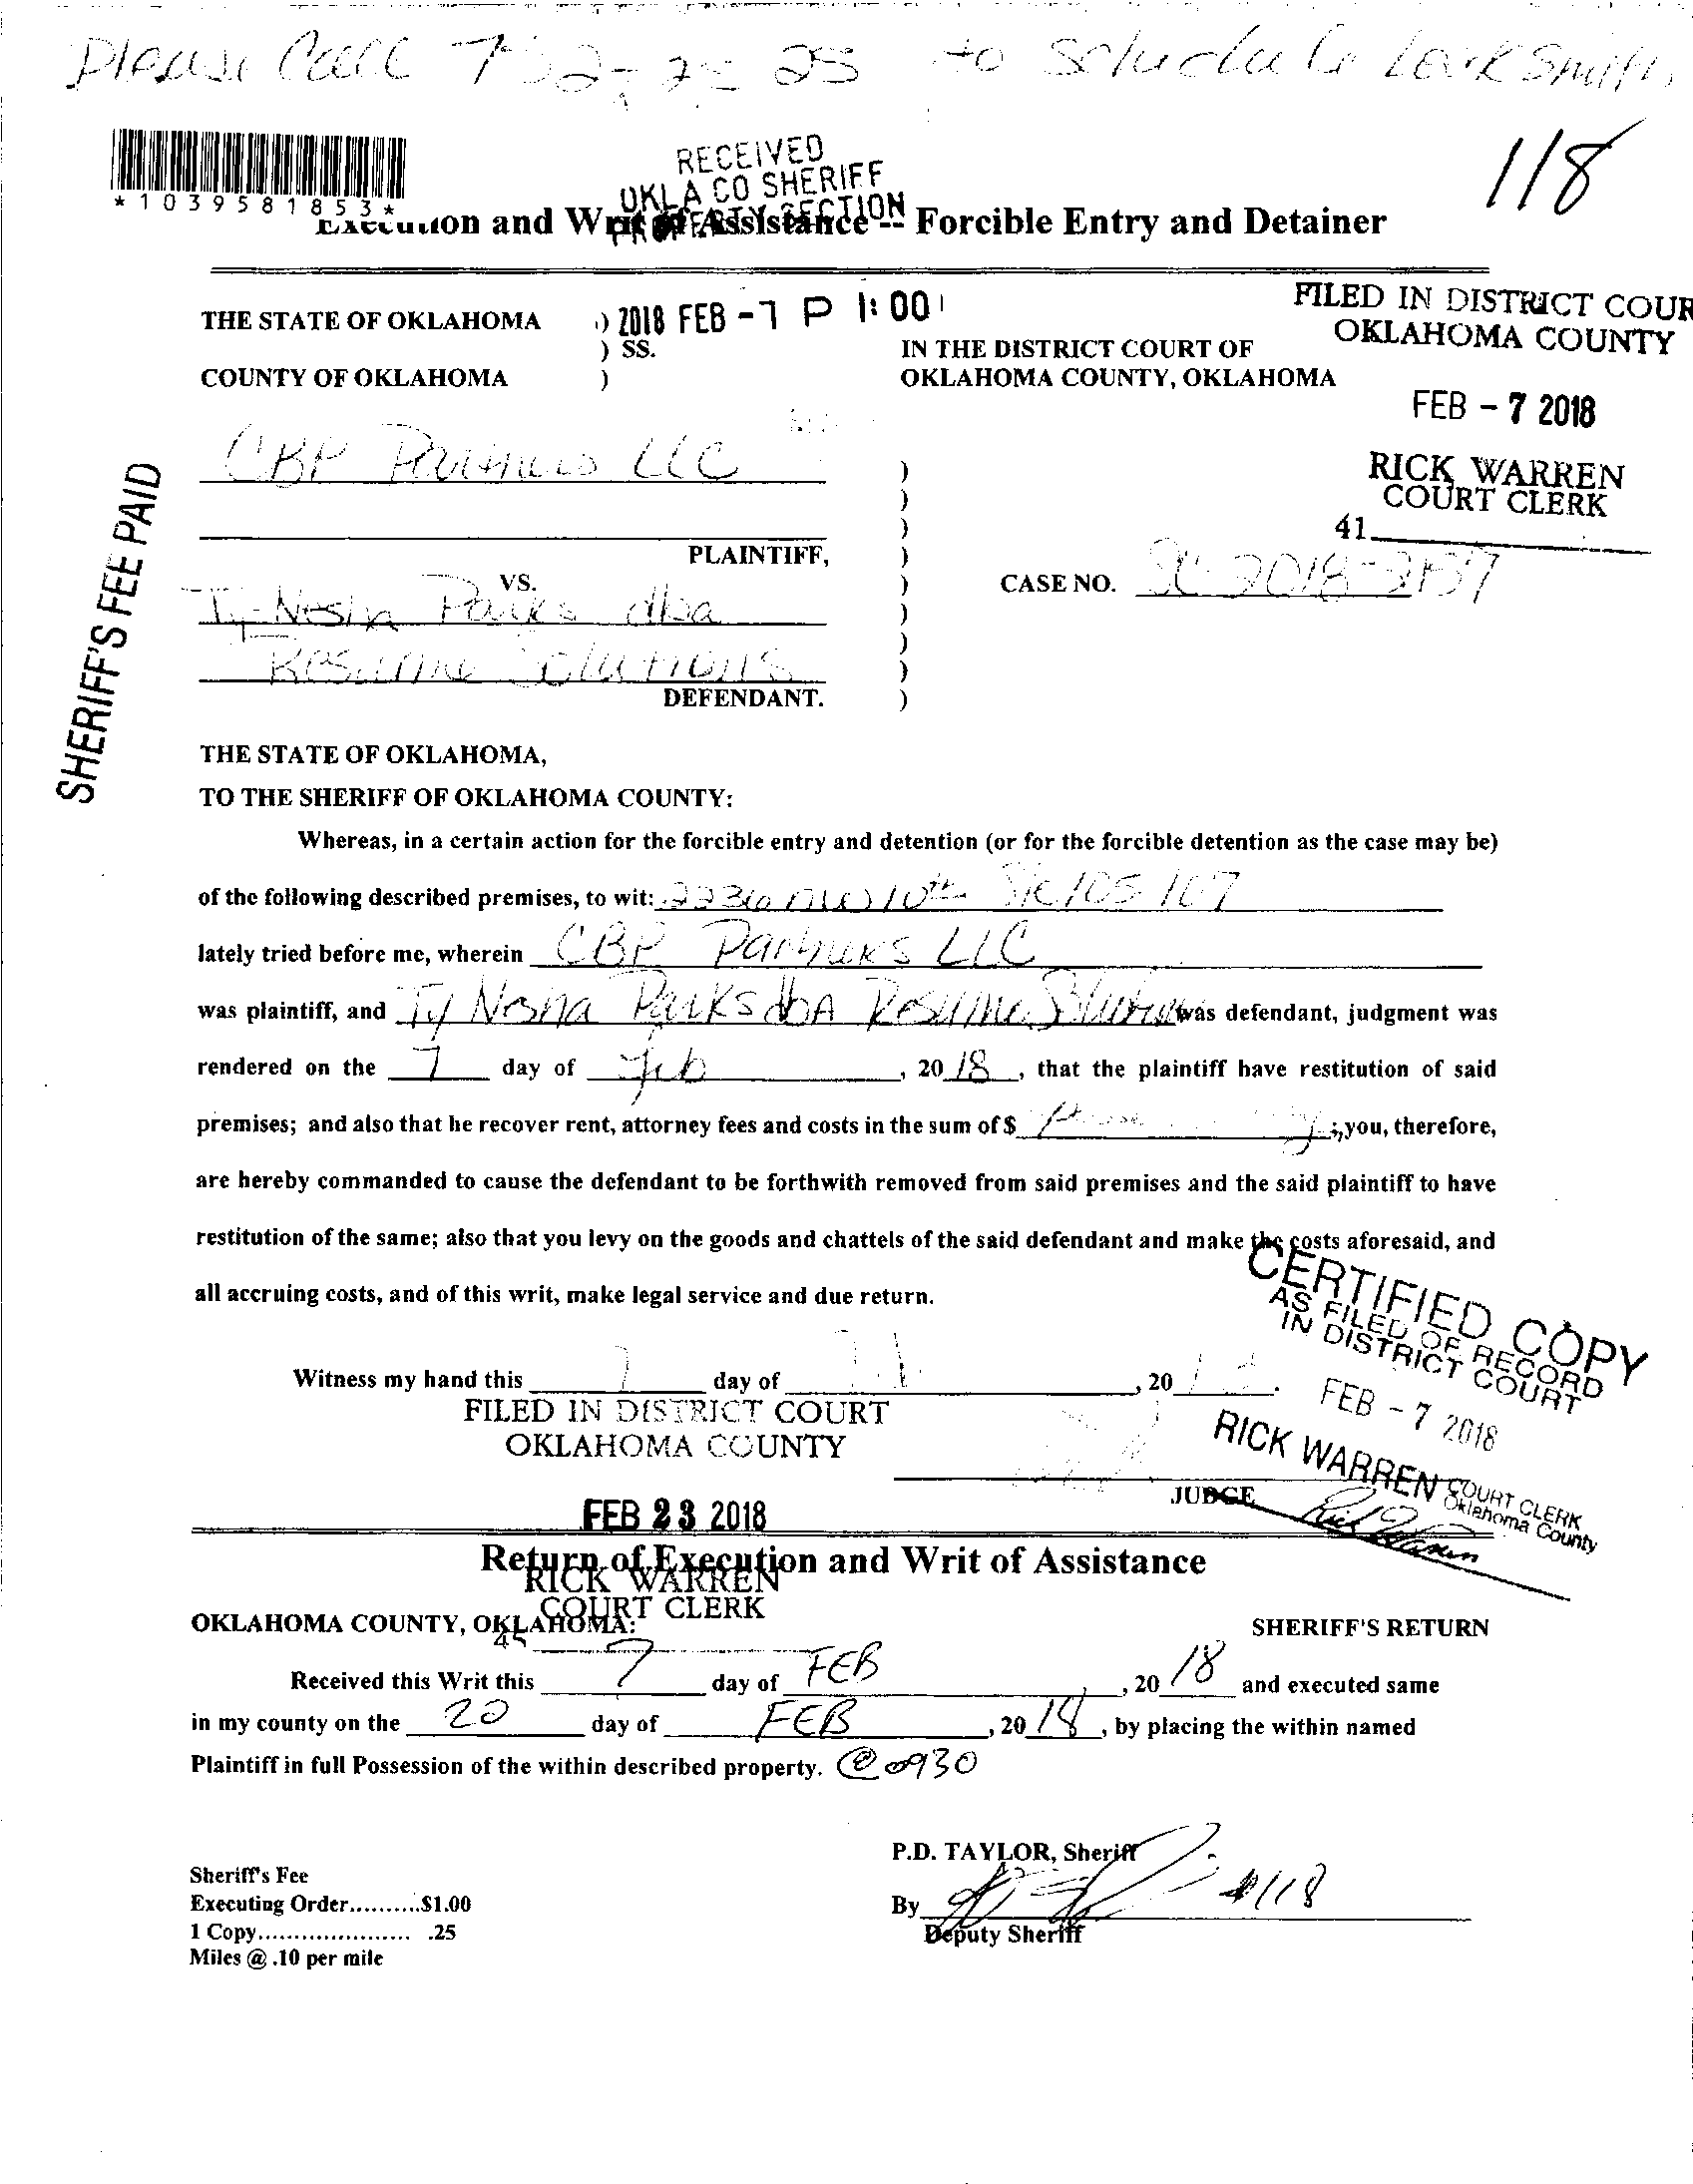 Please Call to Schedule Locksmith
118
*1039581853*
RECEIVED
OKLA CO SHERIFF
PROPERTY SECTION
Execution and Writ of Assistance -- Forcible Entry and Detainer
THE STATE OF OKLAHOMA ) 2018 FEB -7 P 1:00
) SS.
COUNTY OF OKLAHOMA )
IN THE DISTRICT COURT OF
OKLAHOMA COUNTY, OKLAHOMA
FILED IN DISTRICT COUR
OKLAHOMA COUNTY
FEB - 7 2018
RICK WARREN
COURT CLERK
41
SHERIFF'S FEE PAID
CBP Partners LLC
PLAINTIFF,
VS.
CASE NO. SC-2018-2137
Ty-Nesha Parks dba
Resume Solutions
DEFENDANT.
THE STATE OF OKLAHOMA,
TO THE SHERIFF OF OKLAHOMA COUNTY:
Whereas, in a certain action for the forcible entry and detention (or for the forcible detention as the case may be)
of the following described premises, to wit: 2236 NW 10th Ste 105 107
lately tried before me, wherein CBP Partners LLC
was plaintiff, and Ty Nesha Parks dba Resume Solutions was defendant, judgment was
rendered on the 7 day of Feb, 20 18, that the plaintiff have restitution of said
premises; and also that he recover rent, attorney fees and costs in the sum of $ ; you, therefore,
are hereby commanded to cause the defendant to be forthwith removed from said premises and the said plaintiff to have
restitution of the same; also that you levy on the goods and chattels of the said defendant and make the costs aforesaid, and
all accruing costs, and of this writ, make legal service and due return.
CERTIFIED COPY
AS FILED OF RECORD
IN DISTRICT COURT
FEB - 7 2018
RICK WARREN COURT CLERK
Oklahoma County
Witness my hand this 7 day of , 20 .
FILED IN DISTRICT COURT
OKLAHOMA COUNTY
JUDGE
FEB 23 2018
Return of Execution and Writ of Assistance
RICK WARREN
COURT CLERK
OKLAHOMA COUNTY, OKLAHOMA:
45
SHERIFF'S RETURN
Received this Writ this 7 day of FEB, 20 18 and executed same
in my county on the 20 day of FEB, 20 18, by placing the within named
Plaintiff in full Possession of the within described property. @ 0930
P.D. TAYLOR, Sheriff
By #118
Deputy Sheriff
Sheriff's Fee
Executing Order..........$1.00
1 Copy..................... .25
Miles @ .10 per mile